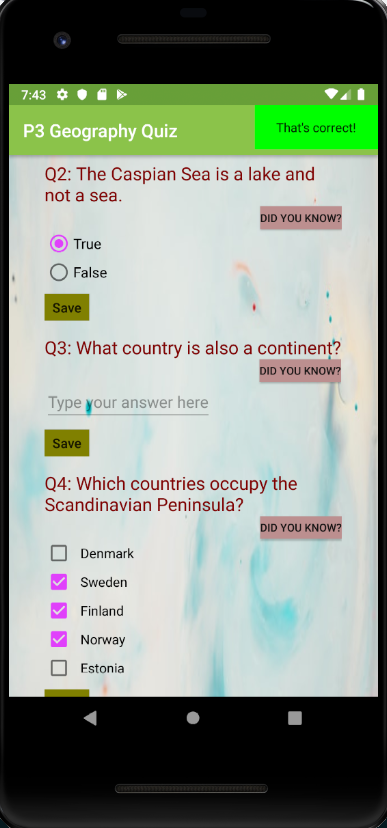 7:43
P3 Geography Quiz
That's correct!
Q2: The Caspian Sea is a lake and
not a sea.
DID YOU KNOW?
True
False
Save
Q3: What country is also a continent?
DID YOU KNOW?
Type your answer here
Save
Q4: Which countries occupy the
Scandinavian Peninsula?
DID YOU KNOW?
Denmark
Sweden
Finland
Norway
Estonia